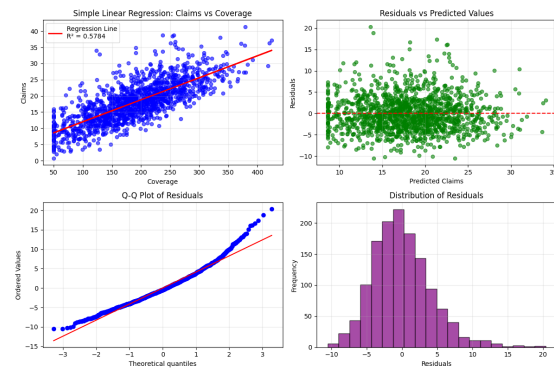 Simple Linear Regression: Claims vs Coverage
Regression Line
R² = 0.5784
Claims
40
35
30
25
20
15
10
5
0
50 100 150 200 250 300 350 400
Coverage
Residuals vs Predicted Values
Residuals
20
15
10
5
0
−5
−10
10 15 20 25 30 35
Predicted Claims
Q-Q Plot of Residuals
Ordered Values
20
15
10
5
0
−5
−10
−15
−3 −2 −1 0 1 2 3
Theoretical quantiles
Distribution of Residuals
Frequency
200
150
100
50
0
−10 −5 0 5 10 15 20
Residuals